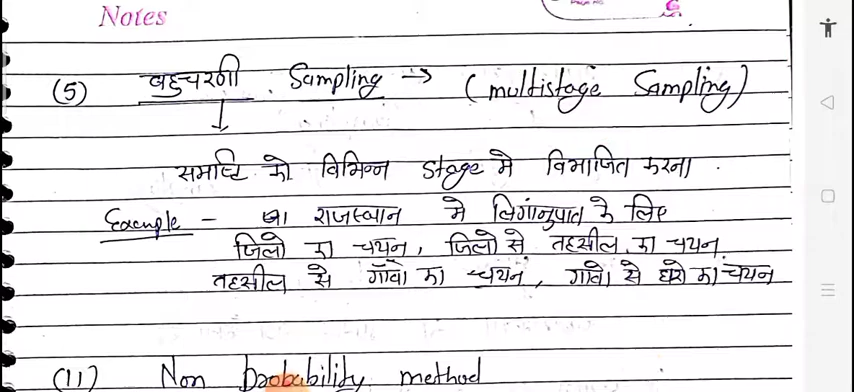 Notes
(5) बहुचरणी Sampling → (multistage Sampling)
↓
समष्टि को विभिन्न stage मे विभाजित करना.
Example - राजस्थान मे लिगांनुपात के लिए
जिलो का चयन, जिलो से तहसील का चयन
तहसील से गाँवो का चयन, गांवो से घरो का चयन
(11) Non probability method